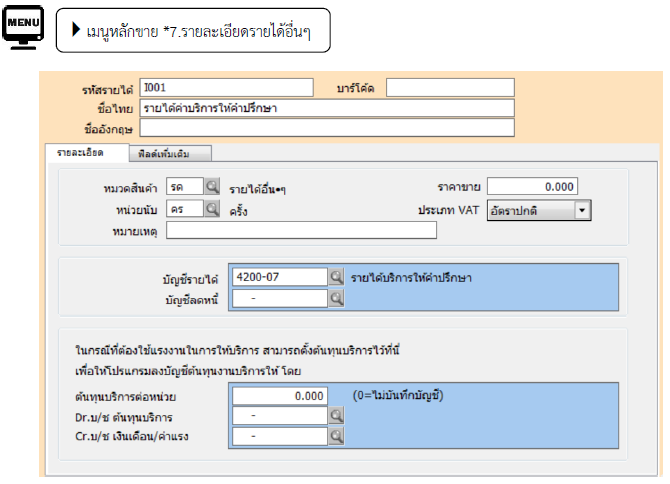 MENU
เมนูหลักขาย *7.รายละเอียดรายได้อื่นๆ
รหัสรายได้ I001 บาร์โค้ด
ชื่อไทย รายได้ค่าบริการให้คำปรึกษา
ชื่ออังกฤษ
รายละเอียด ฟิลด์เพิ่มเติม
หมวดสินค้า รด รายได้อื่นๆ ราคาขาย 0.000
หน่วยนับ คร ครั้ง ประเภท VAT อัตราปกติ
หมายเหตุ
บัญชีรายได้ 4200-07 รายได้บริการให้คำปรึกษา
บัญชีลดหนี้ -
ในกรณีที่ต้องใช้แรงงานในการให้บริการ สามารถตั้งต้นทุนบริการไว้ที่นี่
เพื่อให้โปรแกรมลงบัญชีต้นทุนงานบริการให้ โดย
ต้นทุนบริการต่อหน่วย 0.000 (0=ไม่บันทึกบัญชี)
Dr.บ/ช ต้นทุนบริการ -
Cr.บ/ช เงินเดือน/ค่าแรง -